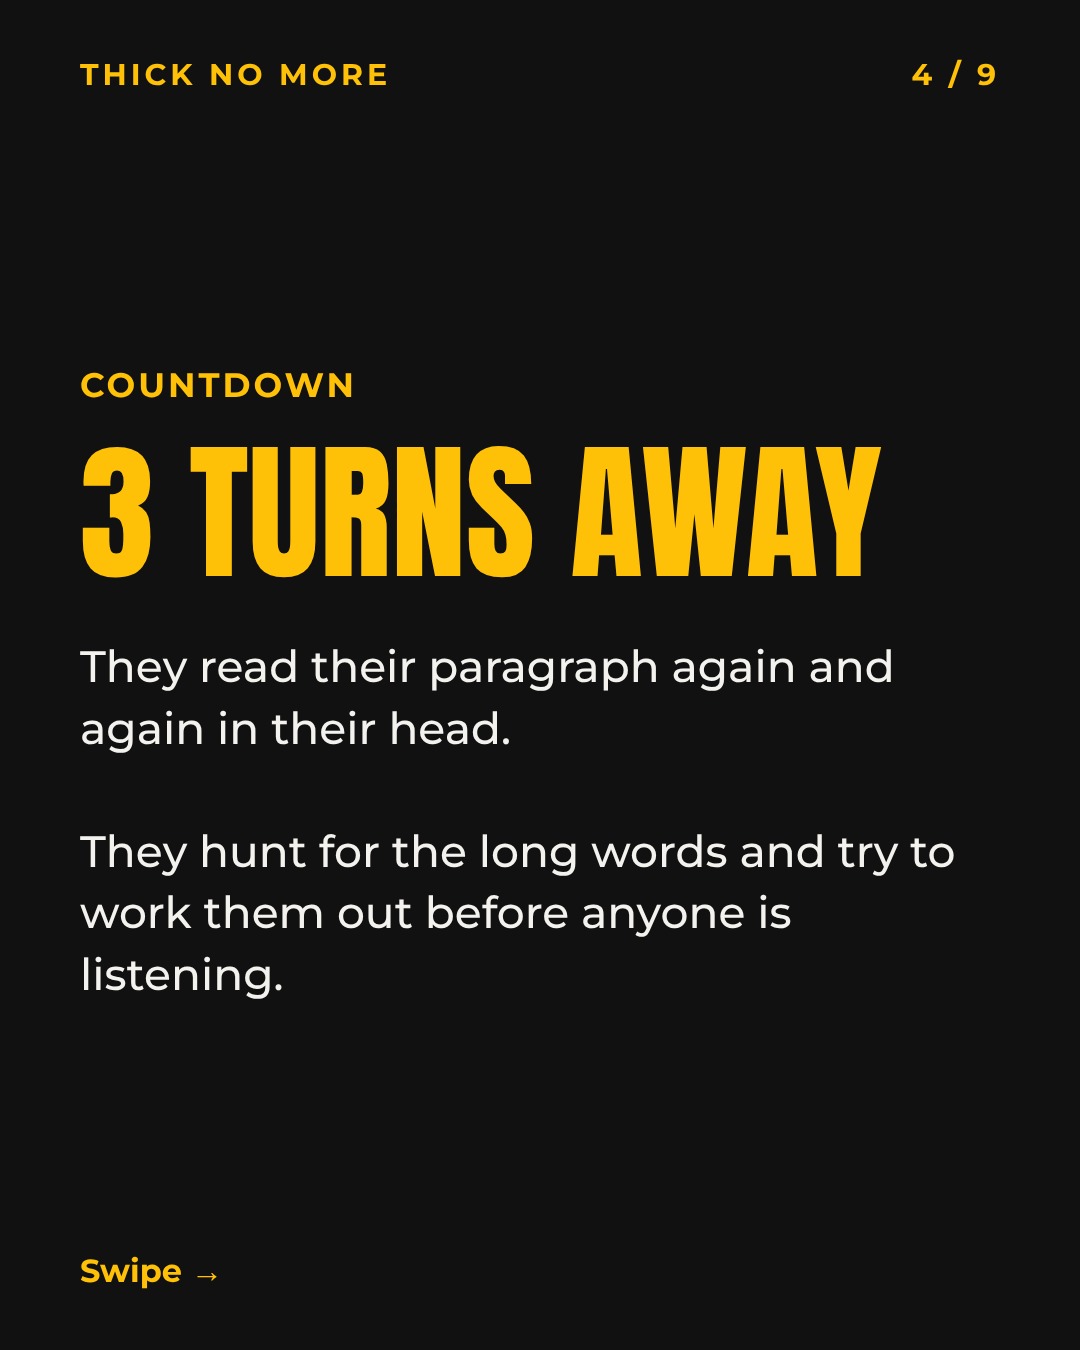 THICK NO MORE
4 / 9
COUNTDOWN
3 TURNS AWAY
They read their paragraph again and
again in their head.
They hunt for the long words and try to
work them out before anyone is
listening.
Swipe →